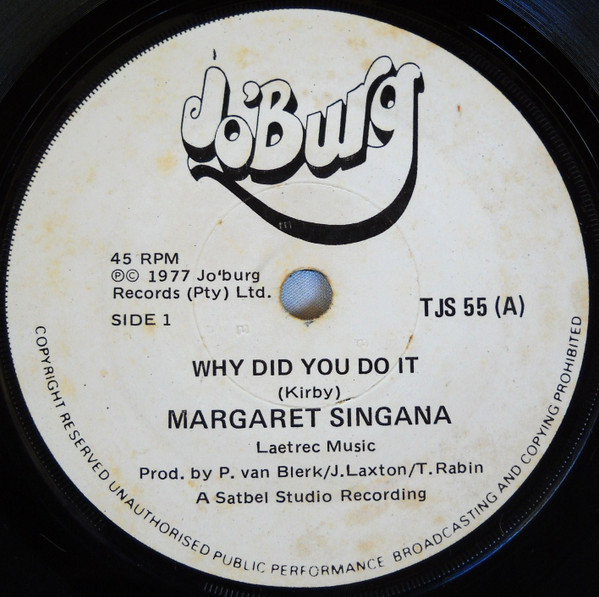 Jo'Burg
45 RPM
℗© 1977 Jo'burg
Records (Pty) Ltd.
SIDE 1
TJS 55 (A)
WHY DID YOU DO IT
(Kirby)
MARGARET SINGANA
Laetrec Music
Prod. by P. van Blerk/J.Laxton/T.Rabin
A Satbel Studio Recording
COPYRIGHT RESERVED UNAUTHORISED PUBLIC PERFORMANCE BROADCASTING AND COPYING PROHIBITED